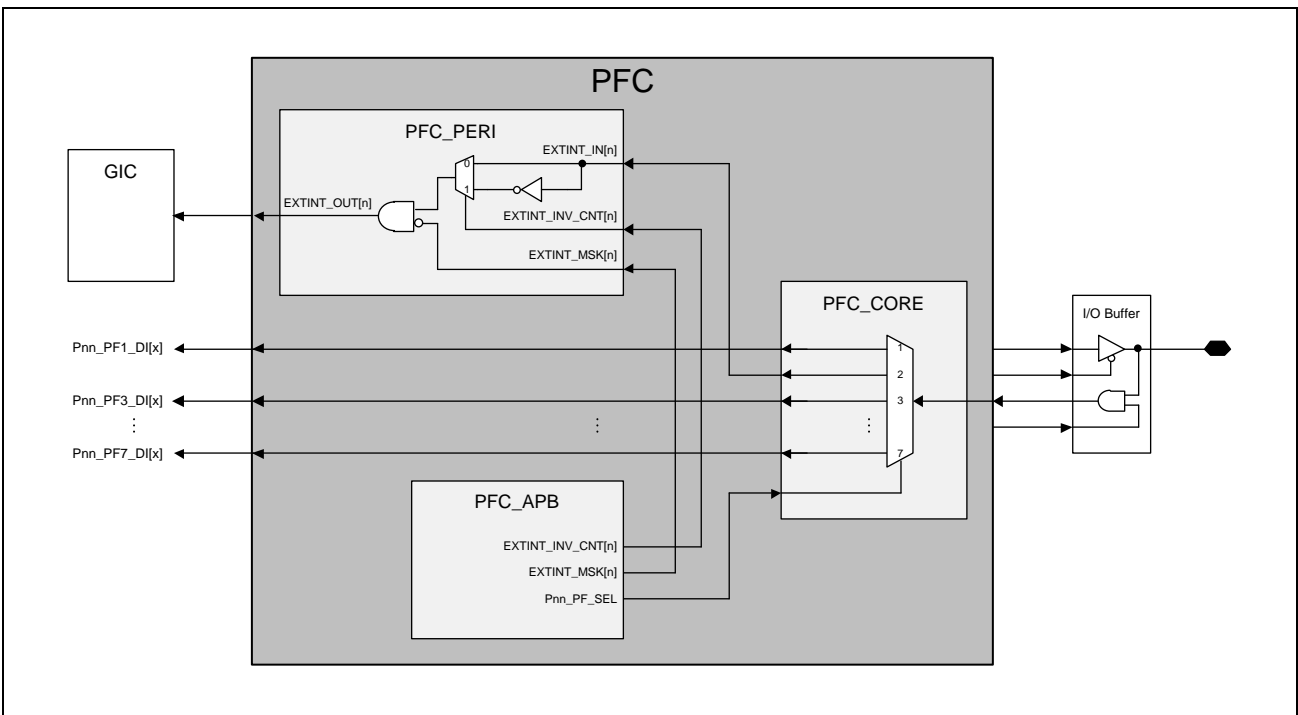 PFC
PFC_PERI
GIC
EXTINT_IN[n]
0
1
EXTINT_OUT[n]
EXTINT_INV_CNT[n]
EXTINT_MSK[n]
PFC_CORE
I/O Buffer
Pnn_PF1_DI[x]
1
2
Pnn_PF3_DI[x]
3
Pnn_PF7_DI[x]
7
PFC_APB
EXTINT_INV_CNT[n]
EXTINT_MSK[n]
Pnn_PF_SEL